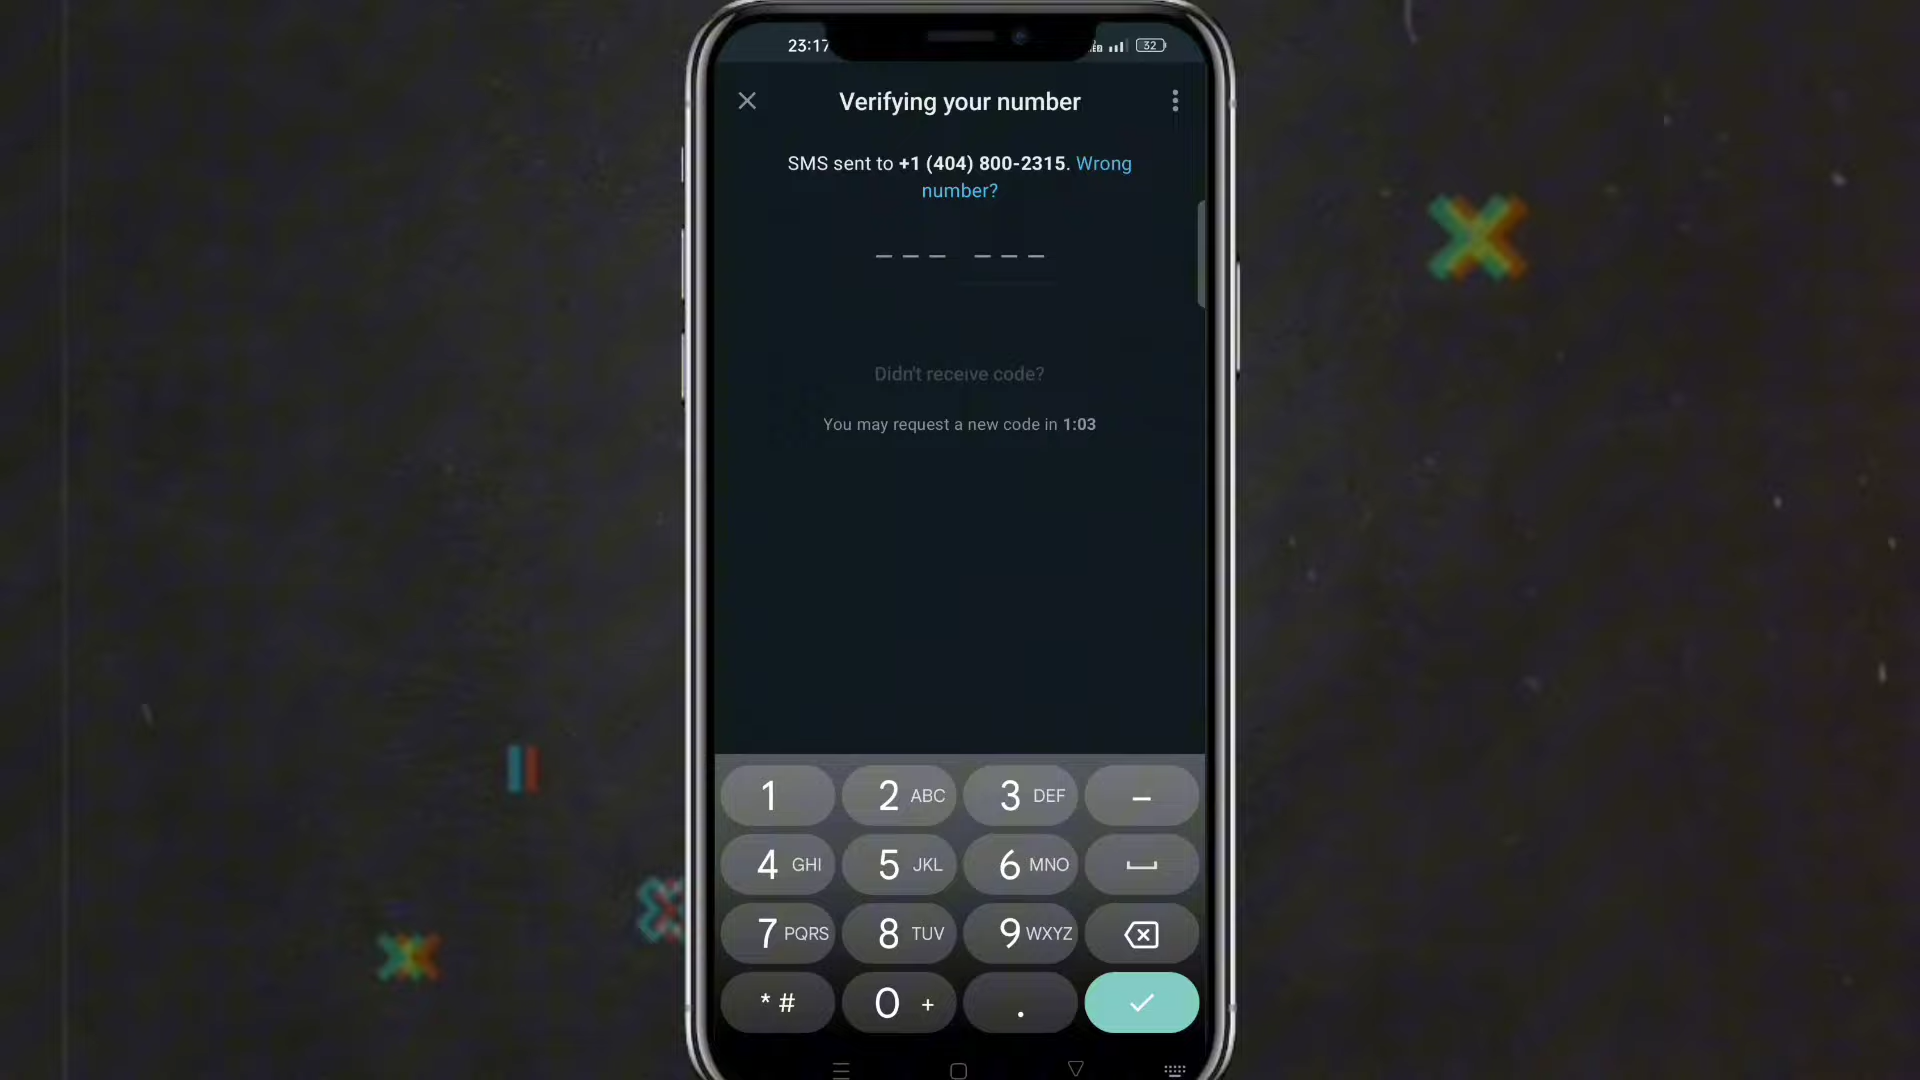 23:17
32
Verifying your number
SMS sent to +1 (404) 800-2315. Wrong
number?
Didn't receive code?
You may request a new code in 1:03
1 2 ABC 3 DEF –
4 GHI 5 JKL 6 MNO
7 PQRS 8 TUV 9 WXYZ
* # 0 + .